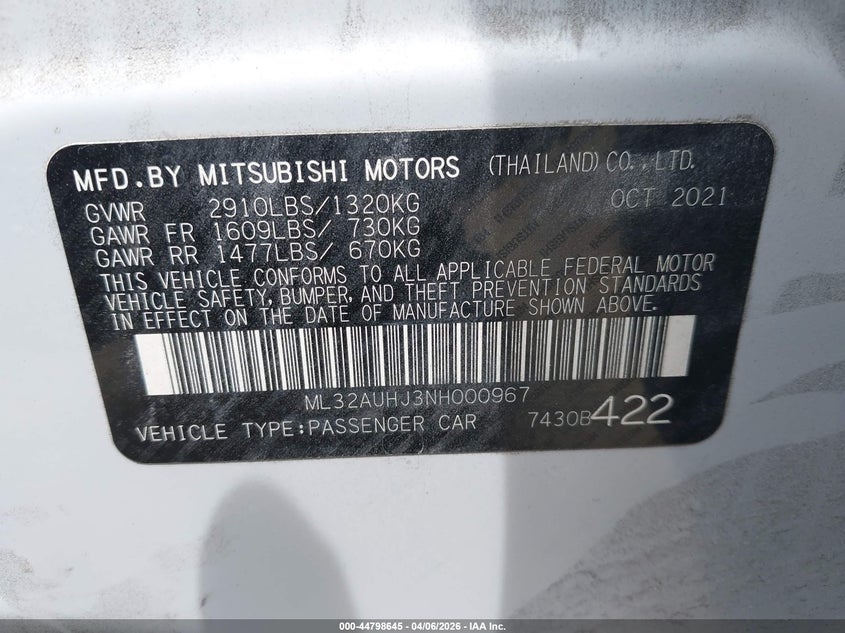 MFD.BY MITSUBISHI MOTORS (THAILAND) CO.,LTD.
GVWR 2910LBS/1320KG OCT 2021
GAWR FR 1609LBS/ 730KG
GAWR RR 1477LBS/ 670KG
THIS VEHICLE CONFORMS TO ALL APPLICABLE FEDERAL MOTOR
VEHICLE SAFETY, BUMPER, AND THEFT PREVENTION STANDARDS
IN EFFECT ON THE DATE OF MANUFACTURE SHOWN ABOVE.
ML32AUHJ3NH000967
VEHICLE TYPE:PASSENGER CAR 7430B422
000-44798645 - 04/06/2026 - IAA Inc.